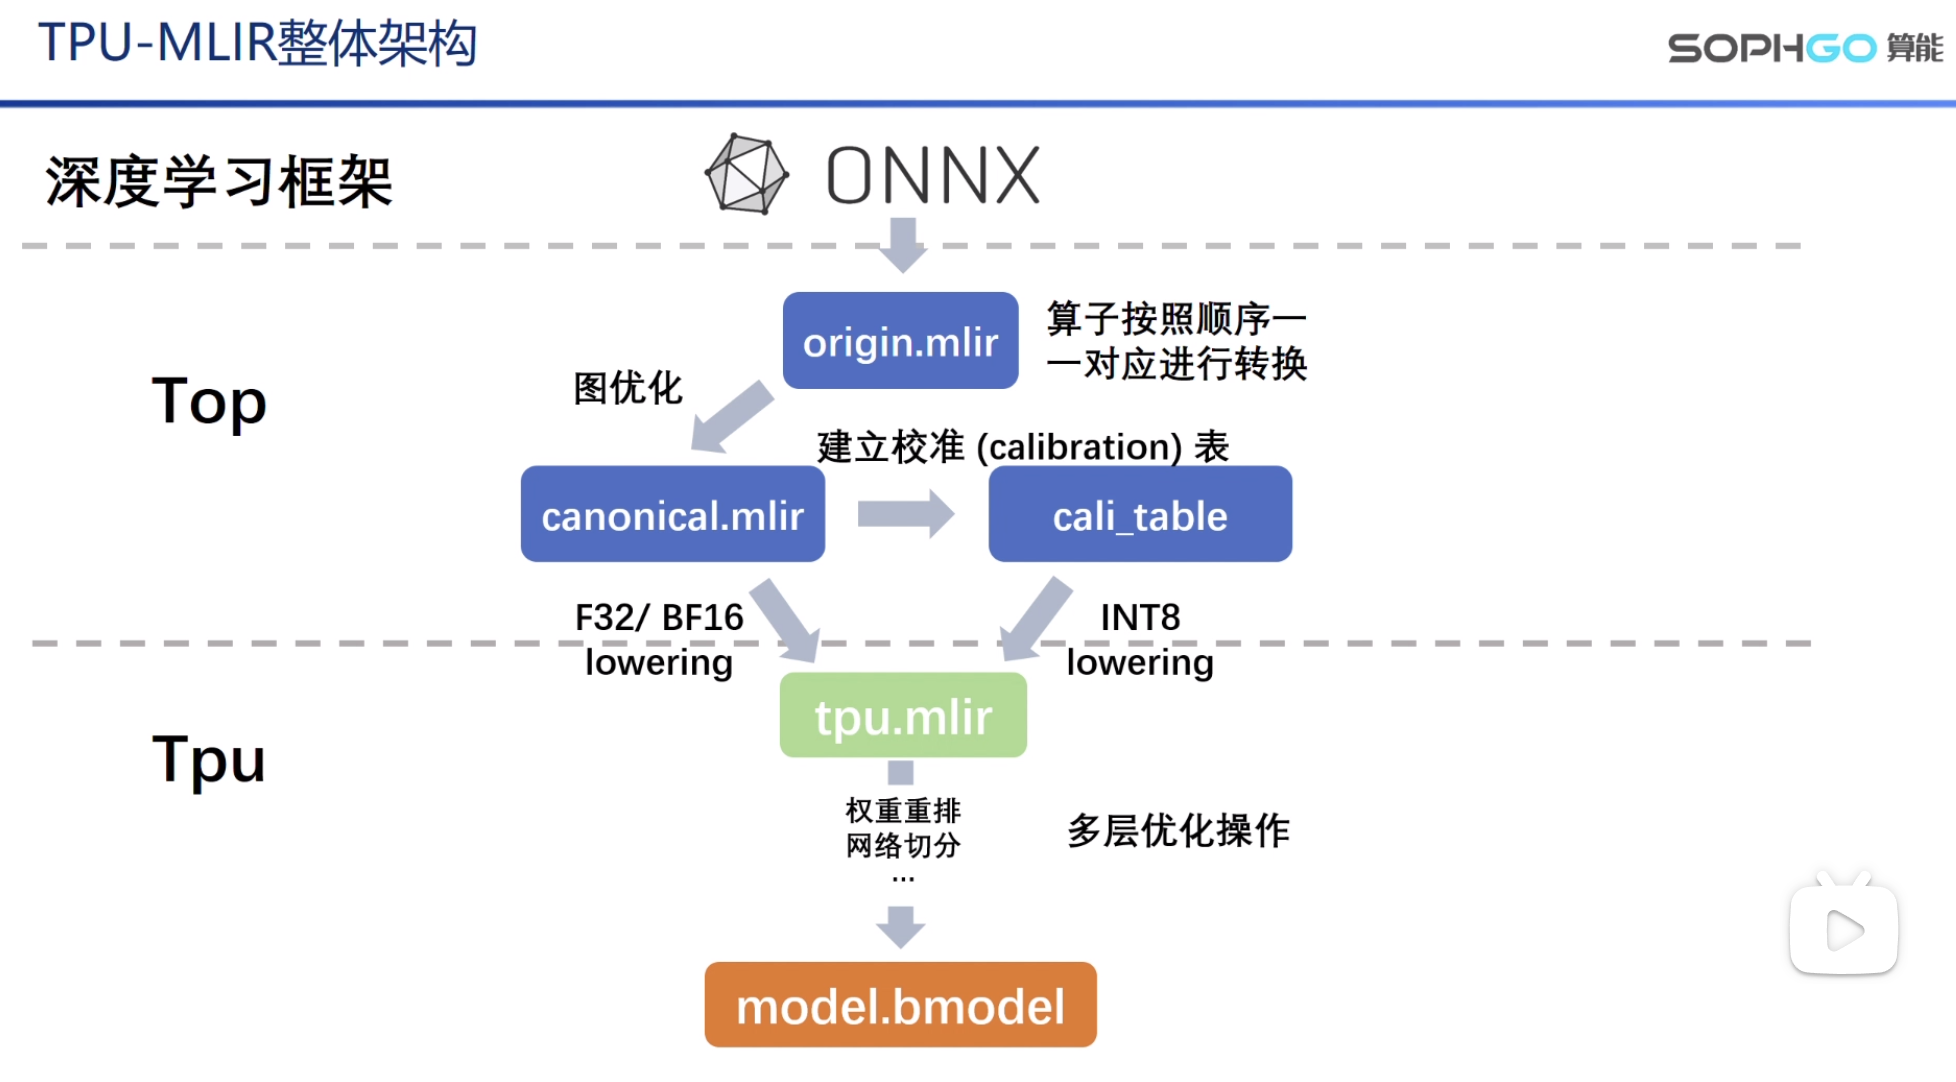 TPU-MLIR整体架构
SOPHGO 算能
深度学习框架
ONNX
origin.mlir
算子按照顺序一
一对应进行转换
图优化
Top
建立校准 (calibration) 表
canonical.mlir
cali_table
F32/ BF16
lowering
INT8
lowering
tpu.mlir
Tpu
权重重排
网络切分
...
多层优化操作
model.bmodel